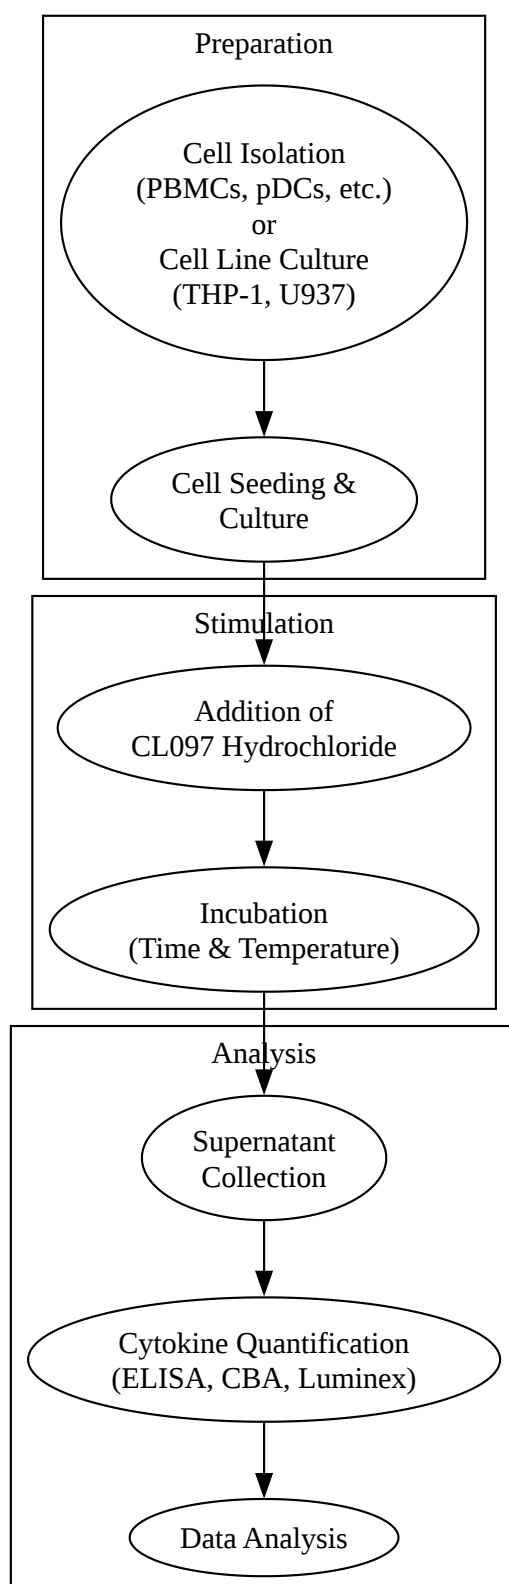 Preparation
Cell Isolation
(PBMCs, pDCs, etc.)
or
Cell Line Culture
(THP-1, U937)
Cell Seeding &
Culture
Stimulation
Addition of
CL097 Hydrochloride
Incubation
(Time & Temperature)
Analysis
Supernatant
Collection
Cytokine Quantification
(ELISA, CBA, Luminex)
Data Analysis